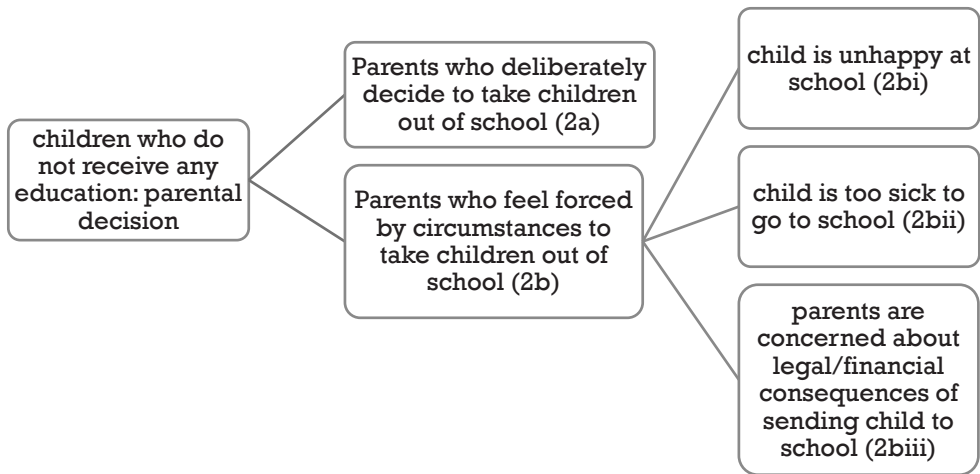 children who do
not receive any
education: parental
decision
Parents who deliberately
decide to take children
out of school (2a)
Parents who feel forced
by circumstances to
take children out of
school (2b)
child is unhappy at
school (2bi)
child is too sick to
go to school (2bii)
parents are
concerned about
legal/financial
consequences of
sending child to
school (2biii)